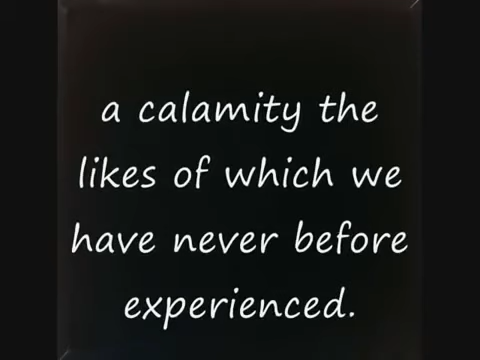 a calamity the
likes of which we
have never before
experienced.